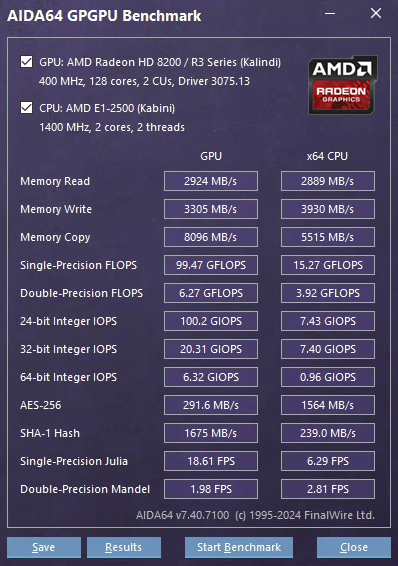 AIDA64 GPGPU Benchmark
GPU: AMD Radeon HD 8200 / R3 Series (Kalindi)
400 MHz, 128 cores, 2 CUs, Driver 3075.13
CPU: AMD E1-2500 (Kabini)
1400 MHz, 2 cores, 2 threads
AMD
RADEON
GRAPHICS
GPU x64 CPU
Memory Read 2924 MB/s 2889 MB/s
Memory Write 3305 MB/s 3930 MB/s
Memory Copy 8096 MB/s 5515 MB/s
Single-Precision FLOPS 99.47 GFLOPS 15.27 GFLOPS
Double-Precision FLOPS 6.27 GFLOPS 3.92 GFLOPS
24-bit Integer IOPS 100.2 GIOPS 7.43 GIOPS
32-bit Integer IOPS 20.31 GIOPS 7.40 GIOPS
64-bit Integer IOPS 6.32 GIOPS 0.96 GIOPS
AES-256 291.6 MB/s 1564 MB/s
SHA-1 Hash 1675 MB/s 239.0 MB/s
Single-Precision Julia 18.61 FPS 6.29 FPS
Double-Precision Mandel 1.98 FPS 2.81 FPS
AIDA64 v7.40.7100 (c) 1995-2024 FinalWire Ltd.
Save Results Start Benchmark Close